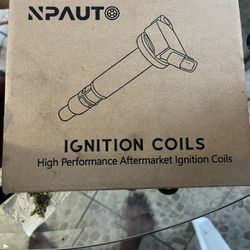 NPAUTO
IGNITION COILS
High Performance Aftermarket Ignition Coils